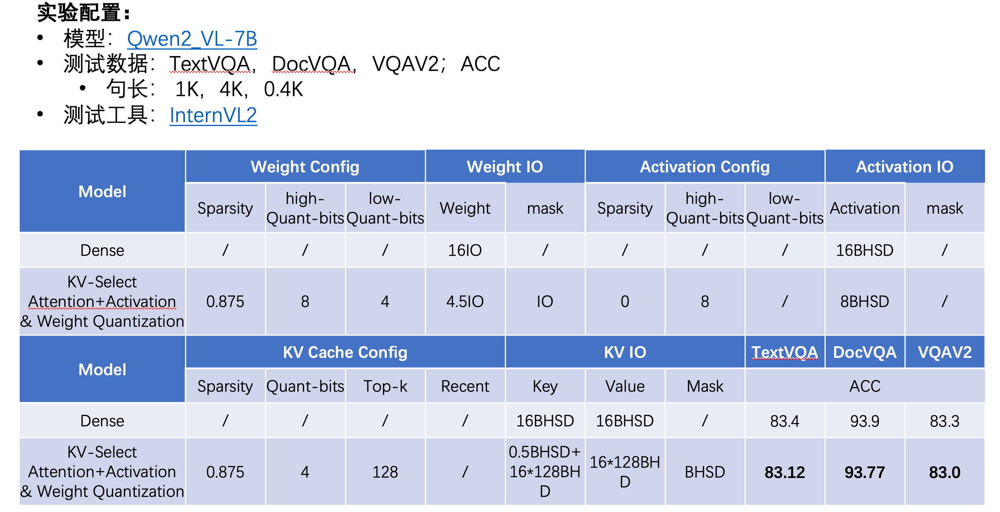 实验配置：
• 模型：Qwen2_VL-7B
• 测试数据：TextVQA，DocVQA，VQAV2；ACC
• 句长： 1K，4K，0.4K
• 测试工具：InternVL2
Model Weight Config Weight IO Activation Config Activation IO
Sparsity high-Quant-bits low-Quant-bits Weight mask Sparsity high-Quant-bits low-Quant-bits Activation mask
Dense / / / 16IO / / / / 16BHSD /
KV-Select Attention+Activation & Weight Quantization 0.875 8 4 4.5IO IO 0 8 / 8BHSD /
Model KV Cache Config KV IO TextVQA DocVQA VQAV2
Sparsity Quant-bits Top-k Recent Key Value Mask ACC
Dense / / / / 16BHSD 16BHSD / 83.4 93.9 83.3
KV-Select Attention+Activation & Weight Quantization 0.875 4 128 / 0.5BHSD+16*128BHD 16*128BHD BHSD 83.12 93.77 83.0